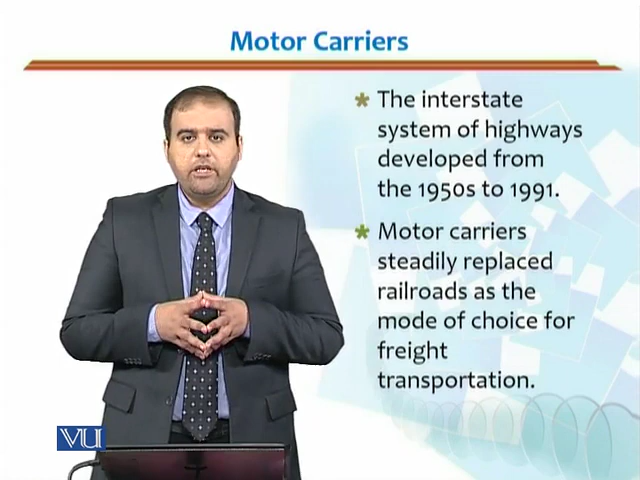 Motor Carriers
* The interstate
system of highways
developed from
the 1950s to 1991.
* Motor carriers
steadily replaced
railroads as the
mode of choice for
freight
transportation.
VU